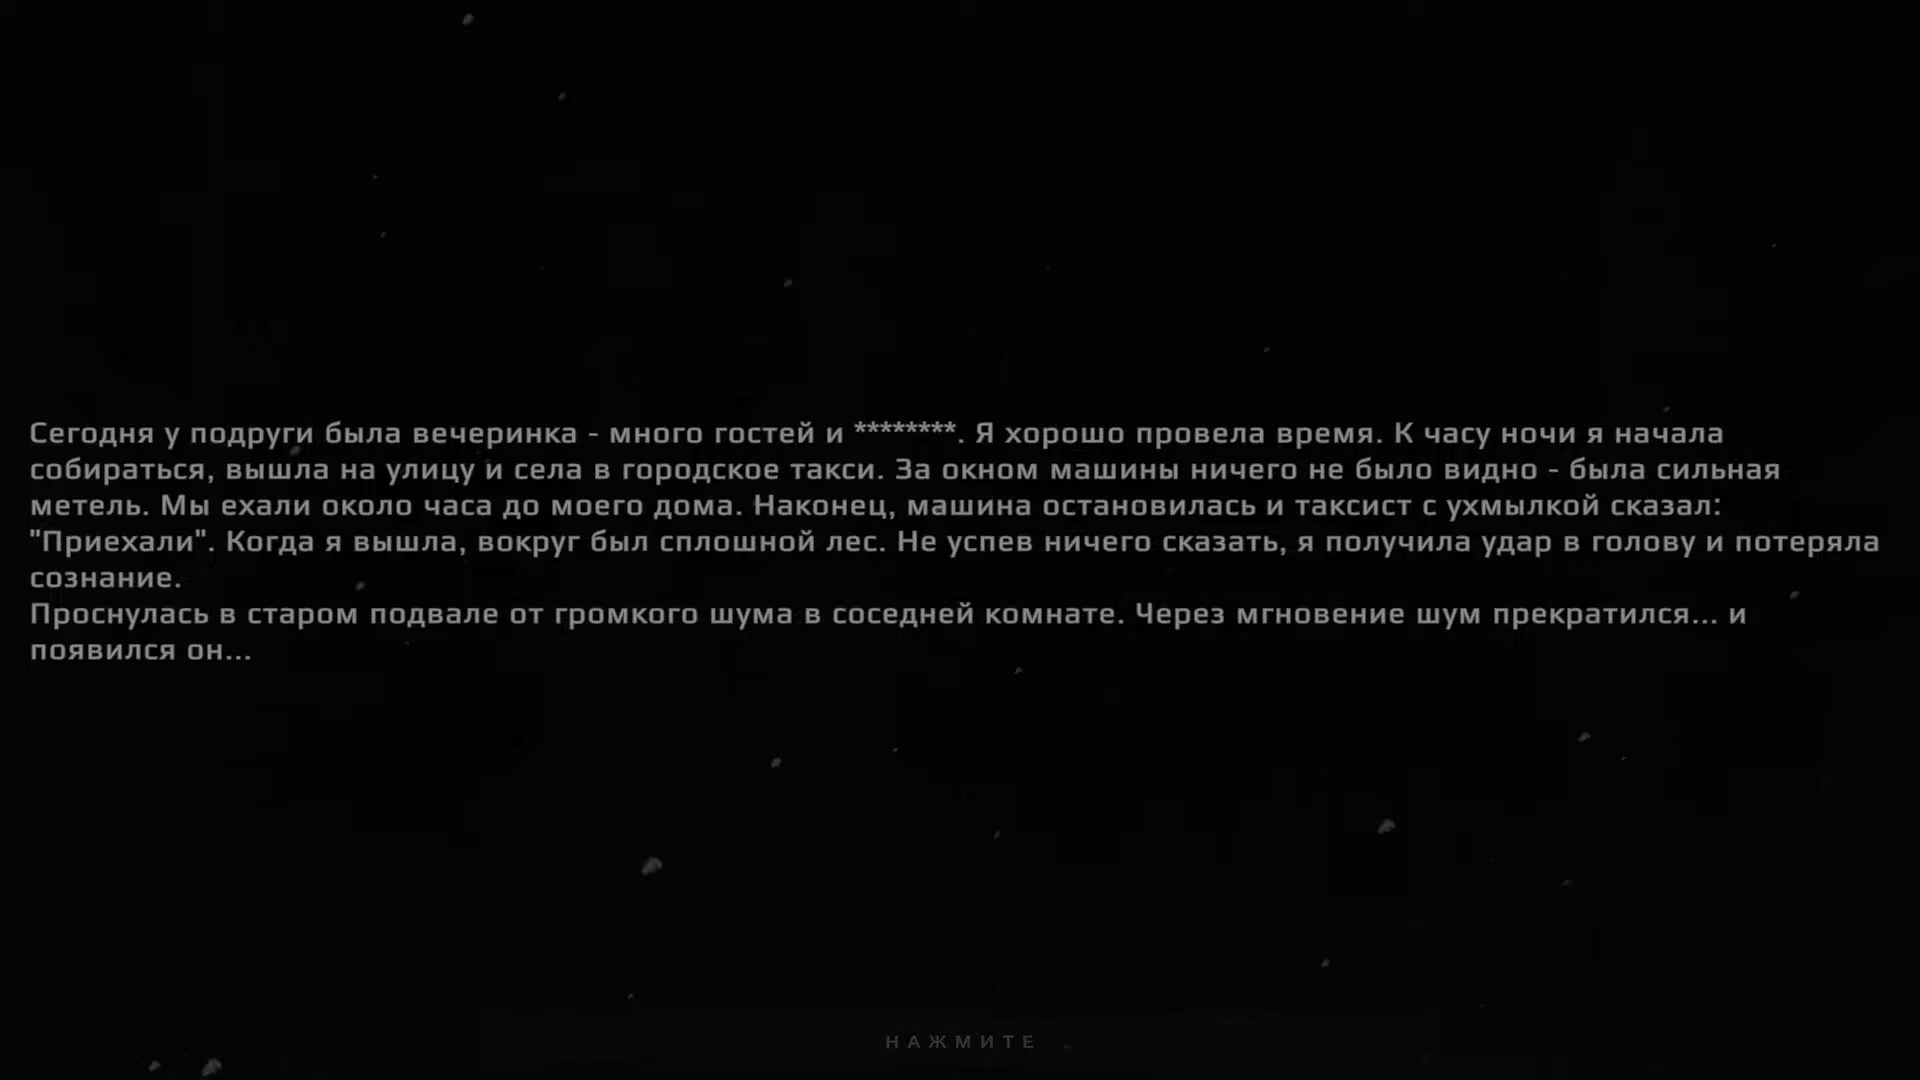 Сегодня у подруги была вечеринка - много гостей и ********. Я хорошо провела время. К часу ночи я начала
собираться, вышла на улицу и села в городское такси. За окном машины ничего не было видно - была сильная
метель. Мы ехали около часа до моего дома. Наконец, машина остановилась и таксист с ухмылкой сказал:
"Приехали". Когда я вышла, вокруг был сплошной лес. Не успев ничего сказать, я получила удар в голову и потеряла
сознание.
Проснулась в старом подвале от громкого шума в соседней комнате. Через мгновение шум прекратился... и
появился он...
НАЖМИТЕ